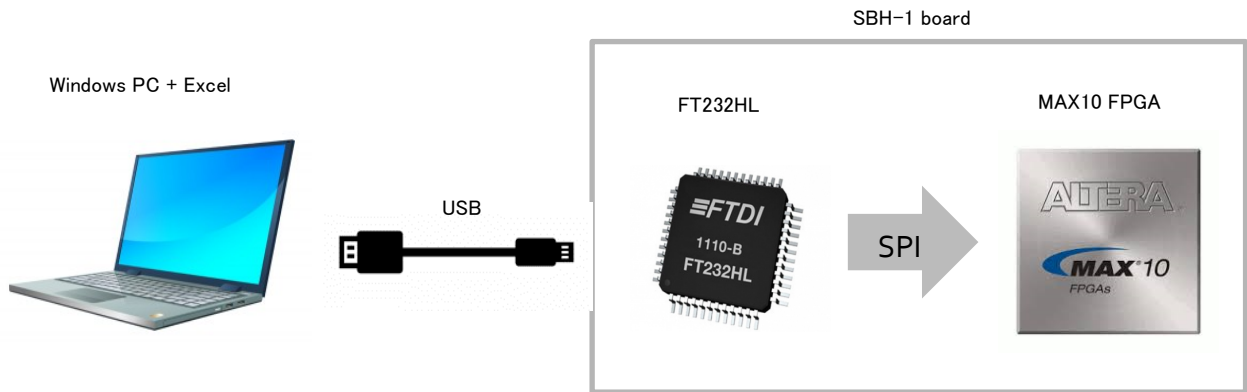 SBH-1 board
Windows PC + Excel
USB
FT232HL
FTDI
1110-B
FT232HL
SPI
MAX10 FPGA
ALTERA
MAX 10
FPGAs